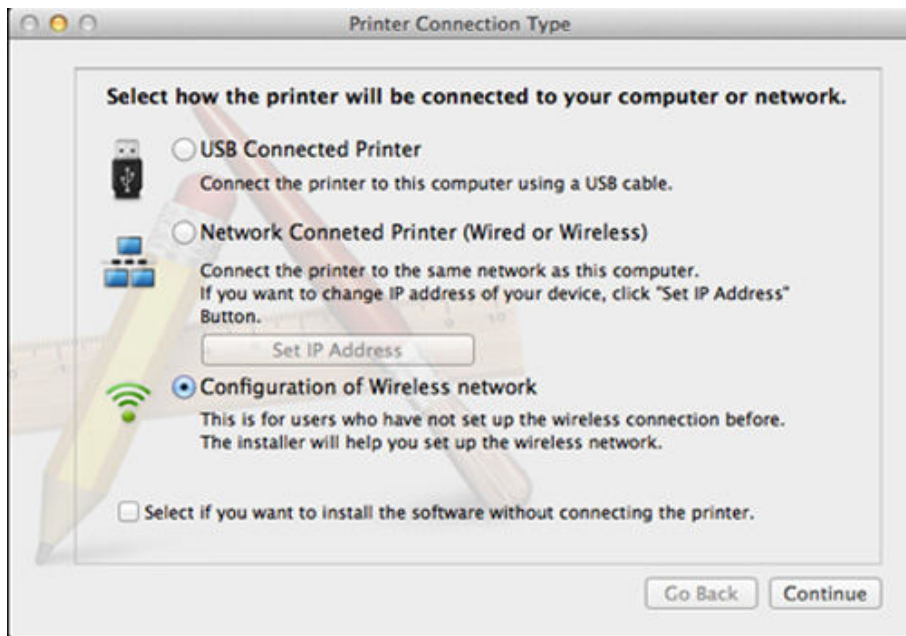 Printer Connection Type
Select how the printer will be connected to your computer or network.
USB Connected Printer
Connect the printer to this computer using a USB cable.
Network Conneted Printer (Wired or Wireless)
Connect the printer to the same network as this computer.
If you want to change IP address of your device, click "Set IP Address"
Button.
Set IP Address
Configuration of Wireless network
This is for users who have not set up the wireless connection before.
The installer will help you set up the wireless network.
Select if you want to install the software without connecting the printer.
Go Back
Continue